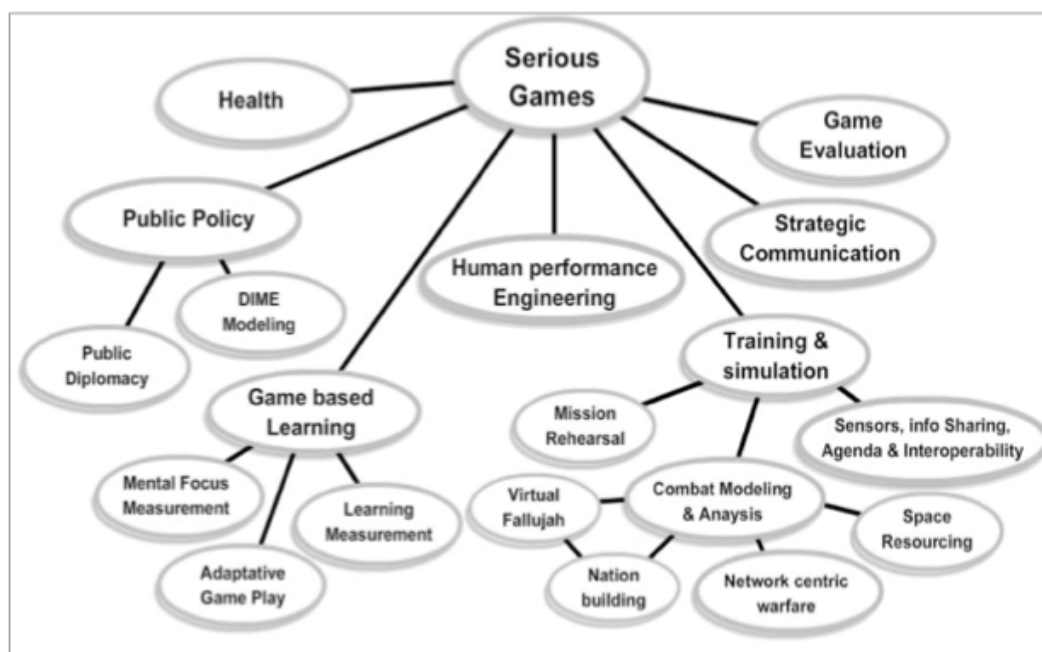 Serious
Games
Health
Game
Evaluation
Public Policy
Strategic
Communication
Human performance
Engineering
DIME
Modeling
Public
Diplomacy
Training &
simulation
Game based
Learning
Mission
Rehearsal
Sensors, info Sharing,
Agenda & Interoperability
Mental Focus
Measurement
Learning
Measurement
Virtual
Fallujah
Combat Modeling
& Anaysis
Space
Resourcing
Adaptative
Game Play
Nation
building
Network centric
warfare